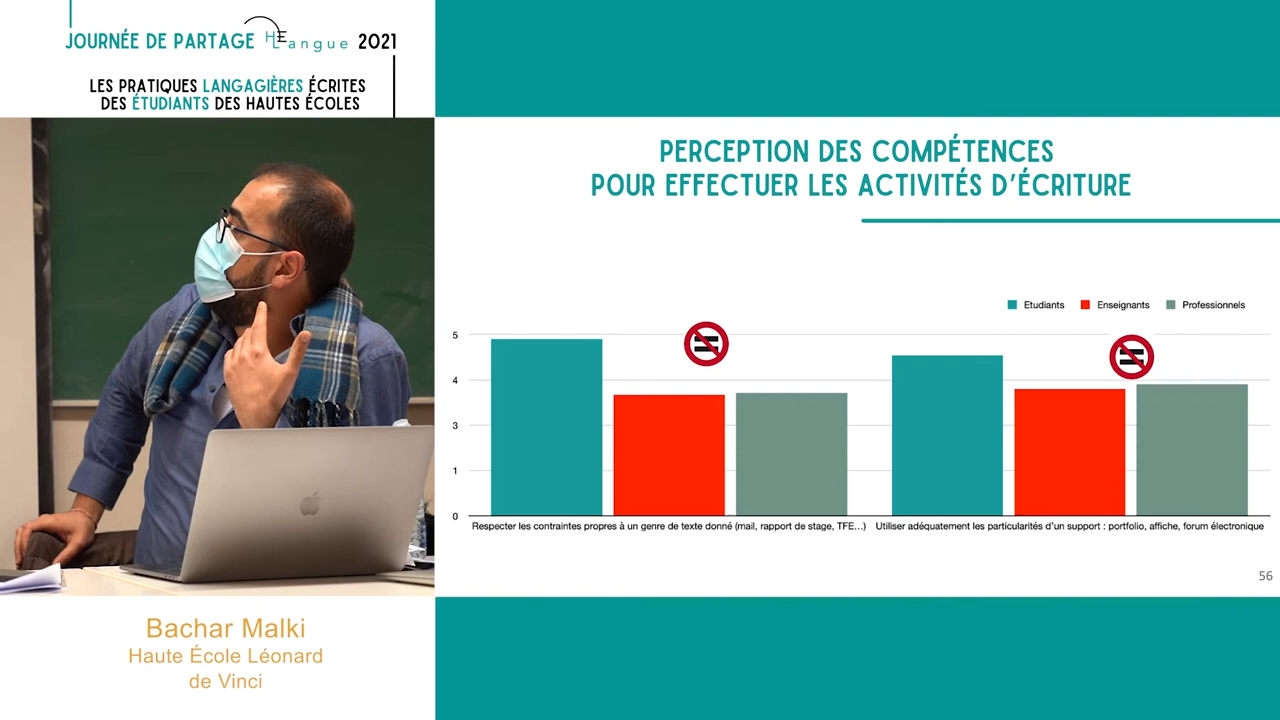 JOURNÉE DE PARTAGE HELangue 2021
LES PRATIQUES LANGAGIÈRES ÉCRITES
DES ÉTUDIANTS DES HAUTES ÉCOLES
PERCEPTION DES COMPÉTENCES
POUR EFFECTUER LES ACTIVITÉS D'ÉCRITURE
Etudiants Enseignants Professionnels
5
4
3
1
0
Respecter les contraintes propres à un genre de texte donné (mail, rapport de stage, TFE...)
Utiliser adéquatement les particularités d'un support : portfolio, affiche, forum électronique
56
Bachar Malki
Haute École Léonard
de Vinci